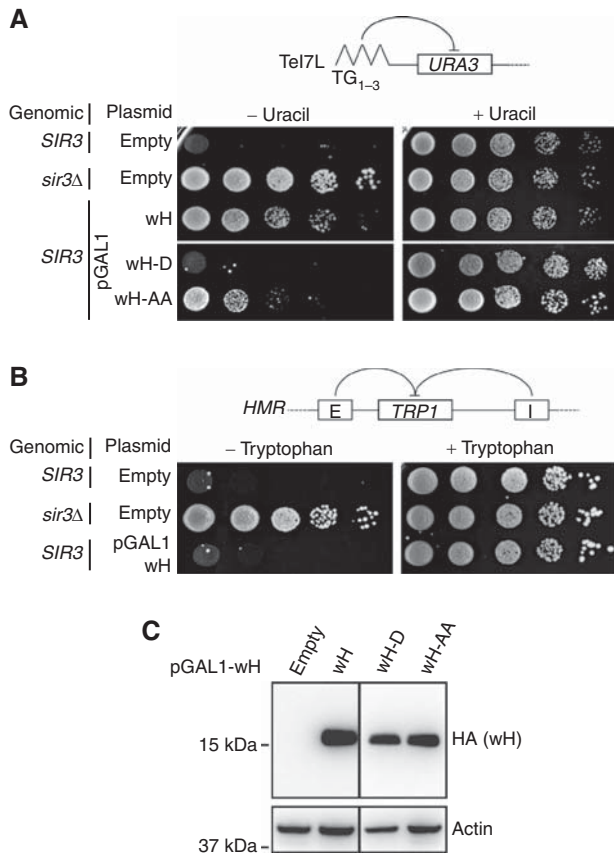 A
Tel7L
TG1–3
URA3
Genomic Plasmid
– Uracil + Uracil
SIR3 Empty
sir3Δ Empty
SIR3 pGAL1
wH
wH-D
wH-AA
B
HMR E TRP1 I
Genomic Plasmid
– Tryptophan + Tryptophan
SIR3 Empty
sir3Δ Empty
SIR3 pGAL1
wH
C
pGAL1-wH Empty wH wH-D wH-AA
15 kDa HA (wH)
Actin
37 kDa